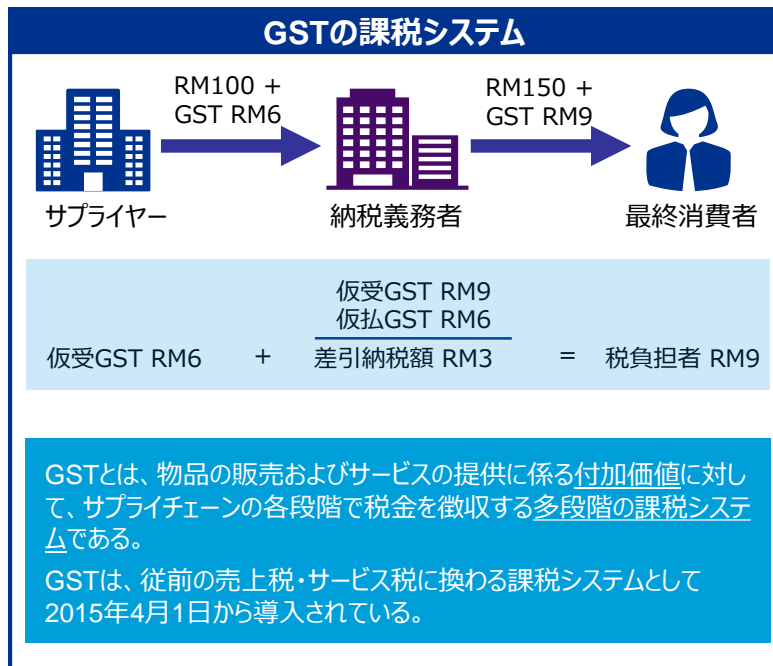 GSTの課税システム
RM100 +
GST RM6
RM150 +
GST RM9
サプライヤー
納税義務者
最終消費者
仮受GST RM9
仮払GST RM6
仮受GST RM6 + 差引納税額 RM3 = 税負担者 RM9
GSTとは、物品の販売およびサービスの提供に係る付加価値に対し
て、サプライチェーンの各段階で税金を徴収する多段階の課税システ
ムである。
GSTは、従前の売上税・サービス税に換わる課税システムとして
2015年4月1日から導入されている。